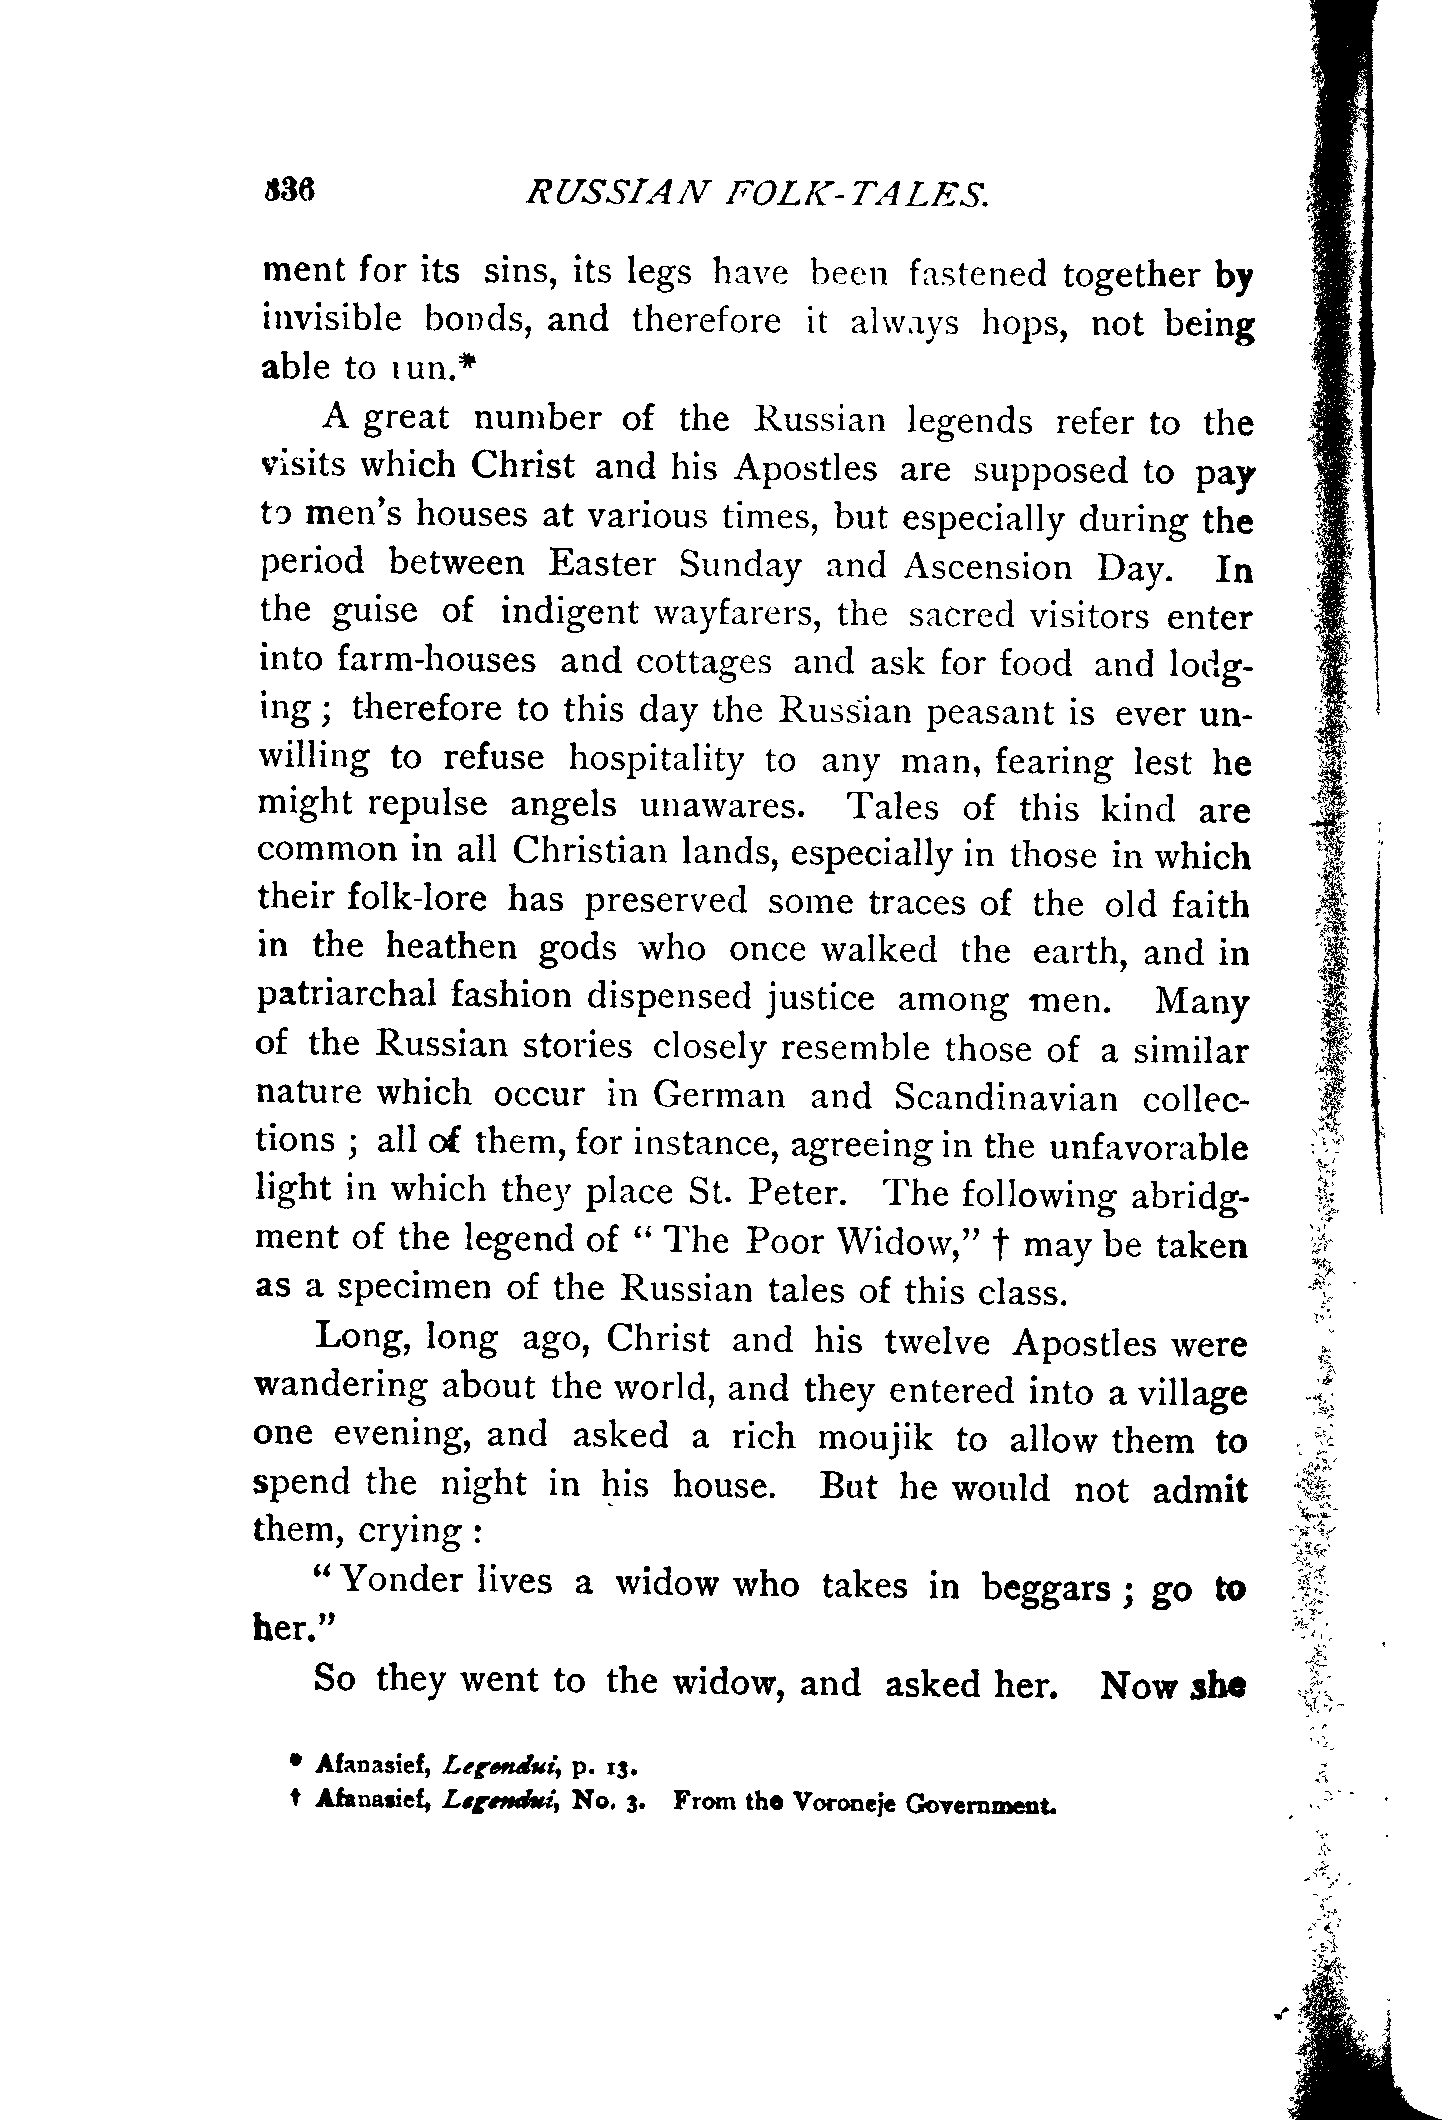 336 RUSSIAN FOLK-TALES.
ment for its sins, its legs have been fastened together by
invisible bonds, and therefore it always hops, not being
able to run.*
A great number of the Russian legends refer to the
visits which Christ and his Apostles are supposed to pay
to men's houses at various times, but especially during the
period between Easter Sunday and Ascension Day. In
the guise of indigent wayfarers, the sacred visitors enter
into farm-houses and cottages and ask for food and lodg-
ing ; therefore to this day the Russian peasant is ever un-
willing to refuse hospitality to any man, fearing lest he
might repulse angels unawares. Tales of this kind are
common in all Christian lands, especially in those in which
their folk-lore has preserved some traces of the old faith
in the heathen gods who once walked the earth, and in
patriarchal fashion dispensed justice among men. Many
of the Russian stories closely resemble those of a similar
nature which occur in German and Scandinavian collec-
tions ; all of them, for instance, agreeing in the unfavorable
light in which they place St. Peter. The following abridg-
ment of the legend of " The Poor Widow," † may be taken
as a specimen of the Russian tales of this class.
Long, long ago, Christ and his twelve Apostles were
wandering about the world, and they entered into a village
one evening, and asked a rich moujik to allow them to
spend the night in his house. But he would not admit
them, crying :
" Yonder lives a widow who takes in beggars ; go to
her."
So they went to the widow, and asked her. Now she
* Afanasief, Legendui, p. 13.
† Afanasief, Legendui, No. 3. From the Voroneje Government.